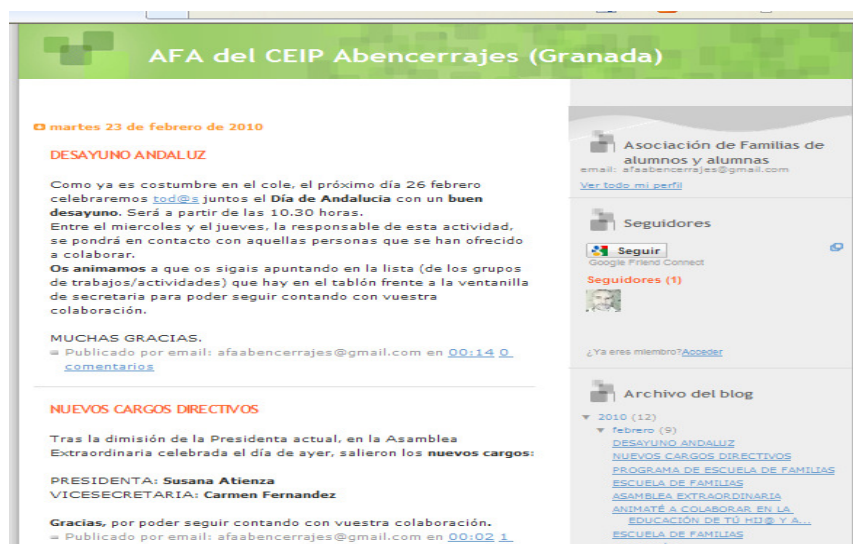 AFA del CEIP Abencerrajes (Granada)
martes 23 de febrero de 2010
DESAYUNO ANDALUZ
Como ya es costumbre en el cole, el próximo día 26 febrero
celebraremos tod@s juntos el Día de Andalucia con un buen
desayuno. Será a partir de las 10.30 horas.
Entre el miercoles y el jueves, la responsable de esta actividad,
se pondrá en contacto con aquellas personas que se han ofrecido
a colaborar.
Os animamos a que os sigais apuntando en la lista (de los grupos
de trabajos/actividades) que hay en el tablón frente a la ventanilla
de secretaria para poder seguir contando con vuestra
colaboración.
MUCHAS GRACIAS.
Publicado por email: afaabencerrajes@gmail.com en 00:14 0
comentarios
NUEVOS CARGOS DIRECTIVOS
Tras la dimisión de la Presidenta actual, en la Asamblea
Extraordinaria celebrada el día de ayer, salieron los nuevos cargos:
PRESIDENTA: Susana Atienza
VICESECRETARIA: Carmen Fernandez
Gracias, por poder seguir contando con vuestra colaboración.
Publicado por email: afaabencerrajes@gmail.com en 00:02 1
Asociación de Familias de
alumnos y alumnas
email: afaabencerrajes@gmail.com
Ver todo mi perfil
Seguidores
Seguir
Google Friend Connect
Seguidores (1)
¿Ya eres miembro?Acceder
Archivo del blog
▼ 2010 (12)
▼ febrero (9)
DESAYUNO ANDALUZ
NUEVOS CARGOS DIRECTIVOS
PROGRAMA DE ESCUELA DE FAMILIAS
ESCUELA DE FAMILIAS
ASAMBLEA EXTRAORDINARIA
ANIMATÉ A COLABORAR EN LA
EDUCACIÓN DE TÚ HIJ@ Y A...
ESCUELA DE FAMILIAS